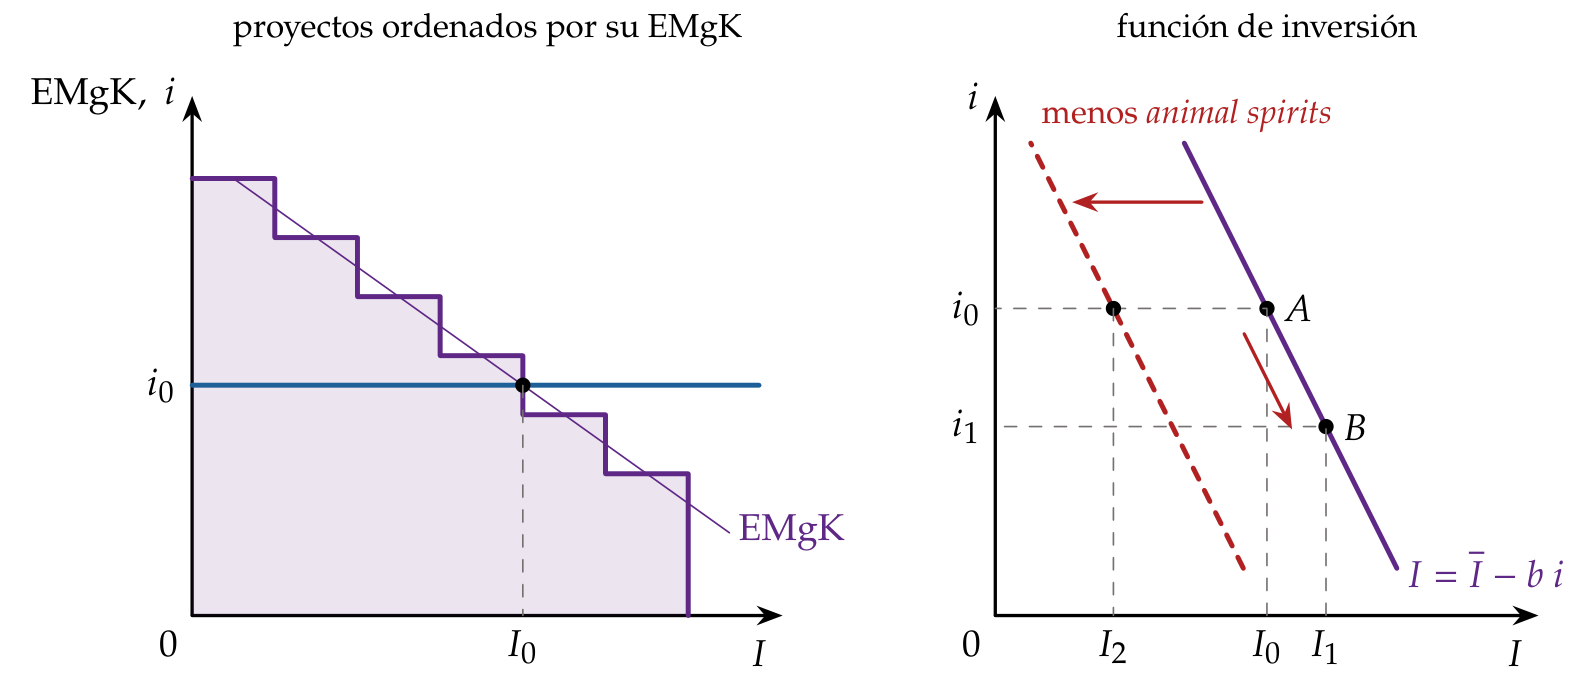 proyectos ordenados por su EMgK
EMgK, i
i₀
EMgK
0
I₀
I
función de inversión
i
menos animal spirits
i₀
A
i₁
B
I = Ī − b i
0
I₂
I₀
I₁
I